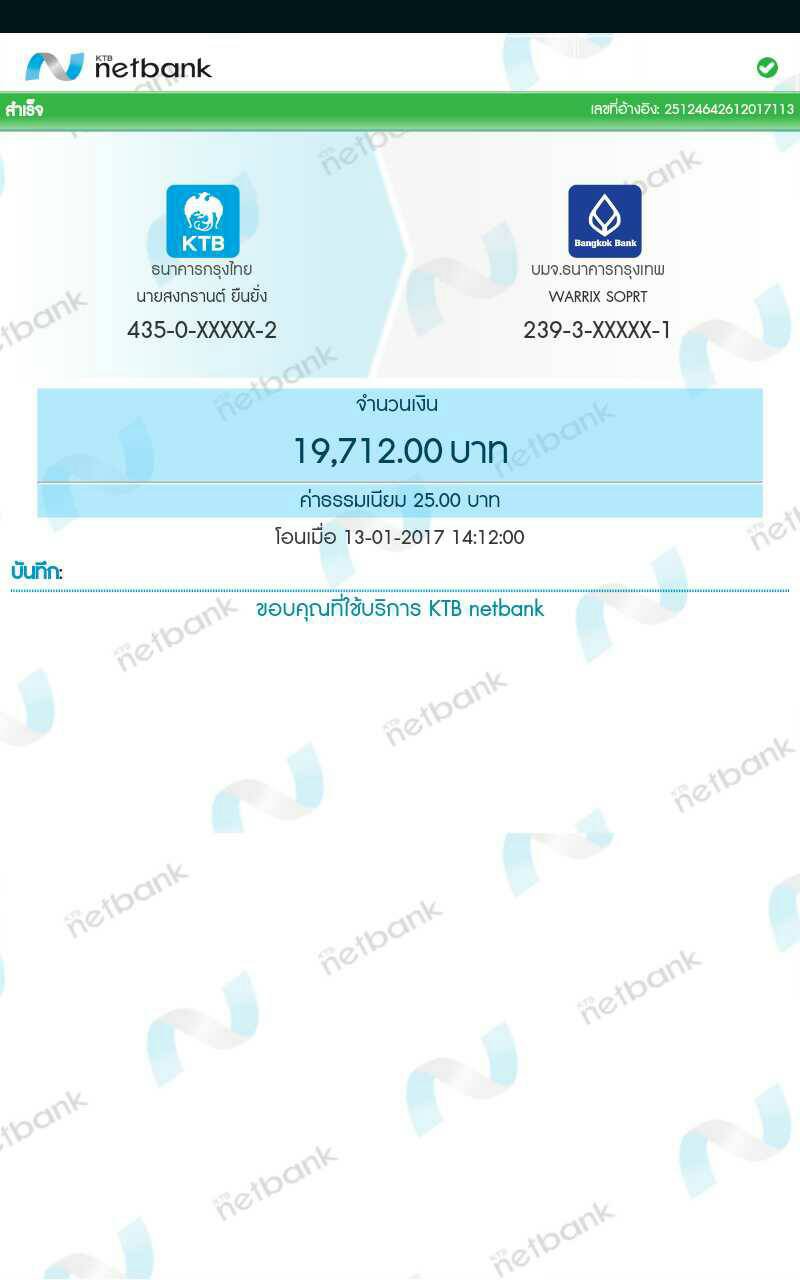 KTB
netbank
สำเร็จ
เลขที่อ้างอิง: 25124642612017113
KTB
ธนาคารกรุงไทย
นายสงกรานต์ ยืนยั่ง
435-0-XXXXX-2
Bangkok Bank
บมจ.ธนาคารกรุงเทพ
WARRIX SOPRT
239-3-XXXXX-1
จำนวนเงิน
19,712.00 บาท
ค่าธรรมเนียม 25.00 บาท
โอนเมื่อ 13-01-2017 14:12:00
บันทึก:
ขอบคุณที่ใช้บริการ KTB netbank